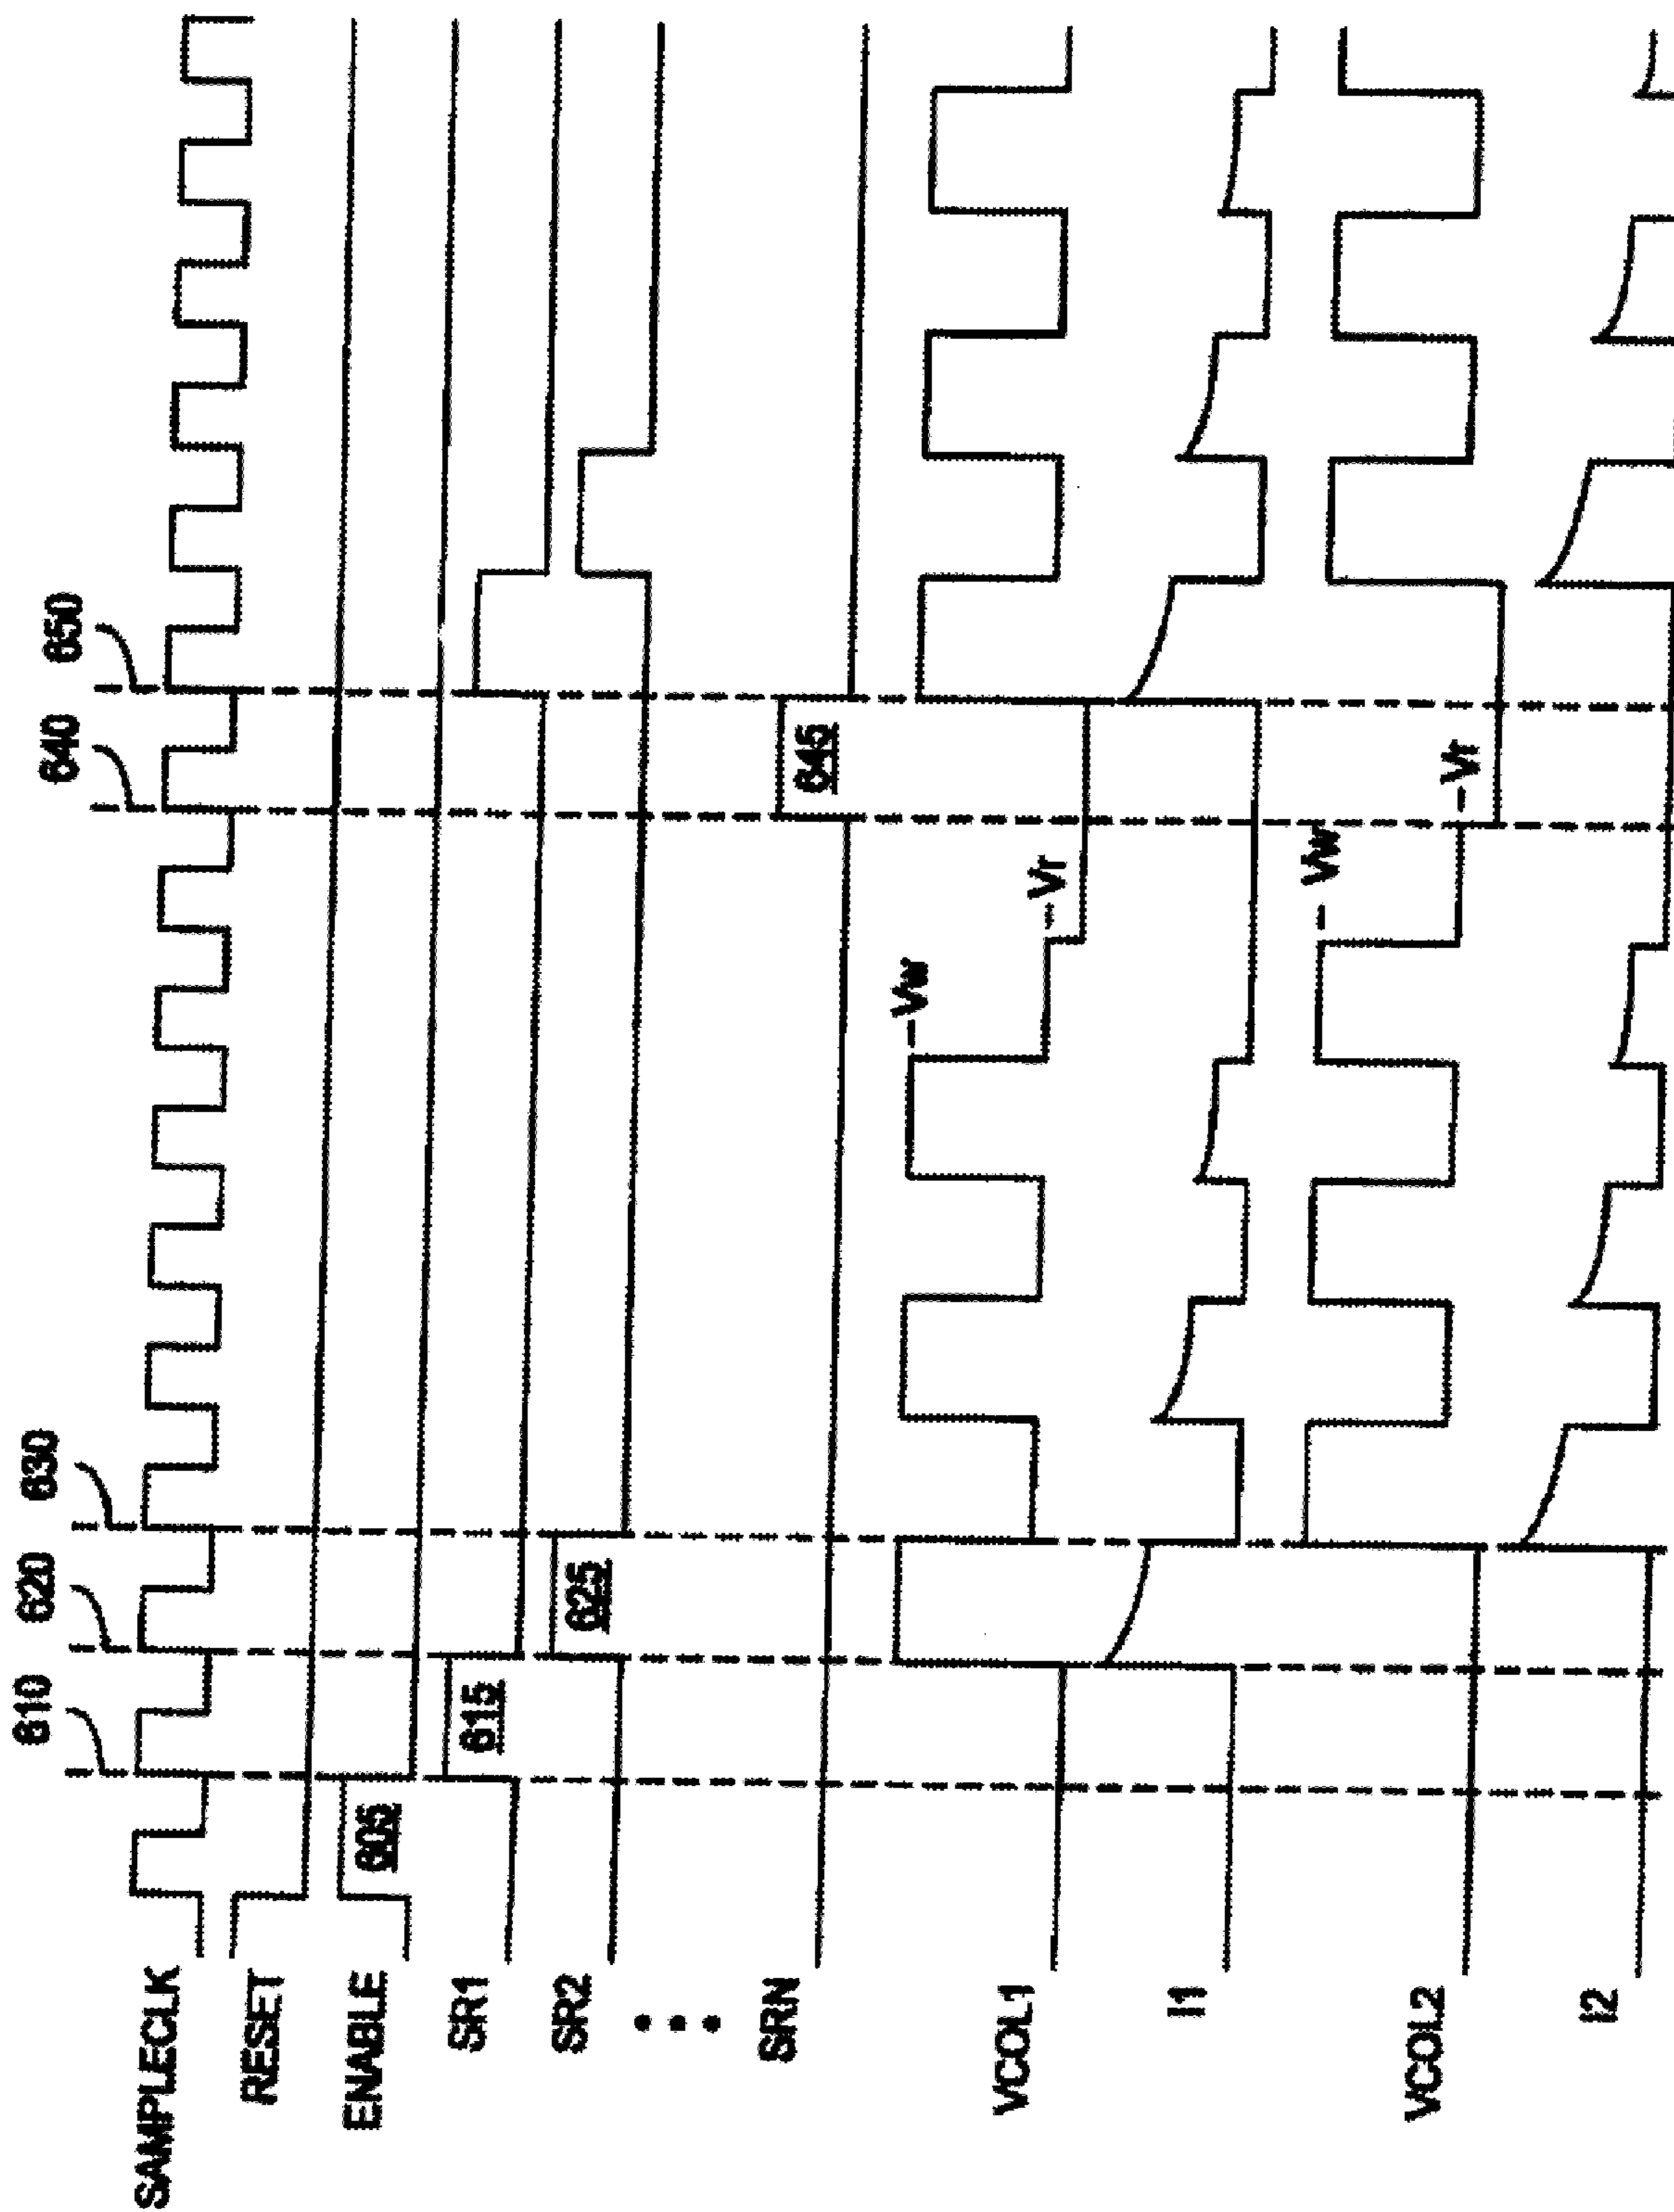 610 620 630 640 650
SAMPLECLK
RESET
ENABLE
605
SR1
615
SR2
625
SRN
645
VCOL1
Vw
Vr
I1
VCOL2
Vw
Vr
I2